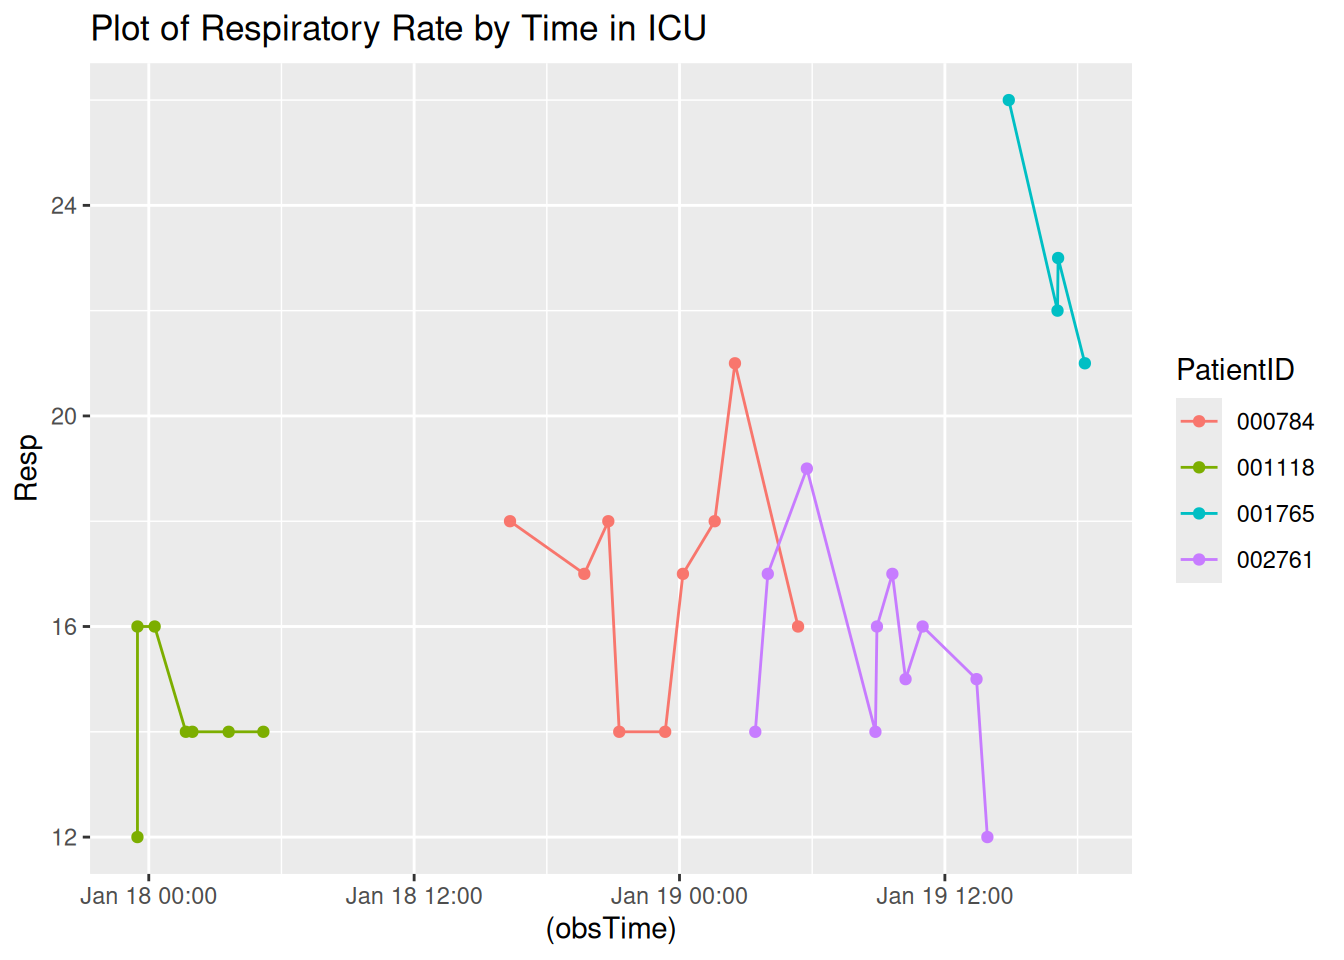 Plot of Respiratory Rate by Time in ICU
Resp
24
20
16
12
Jan 18 00:00
Jan 18 12:00
Jan 19 00:00
Jan 19 12:00
(obsTime)
PatientID
000784
001118
001765
002761